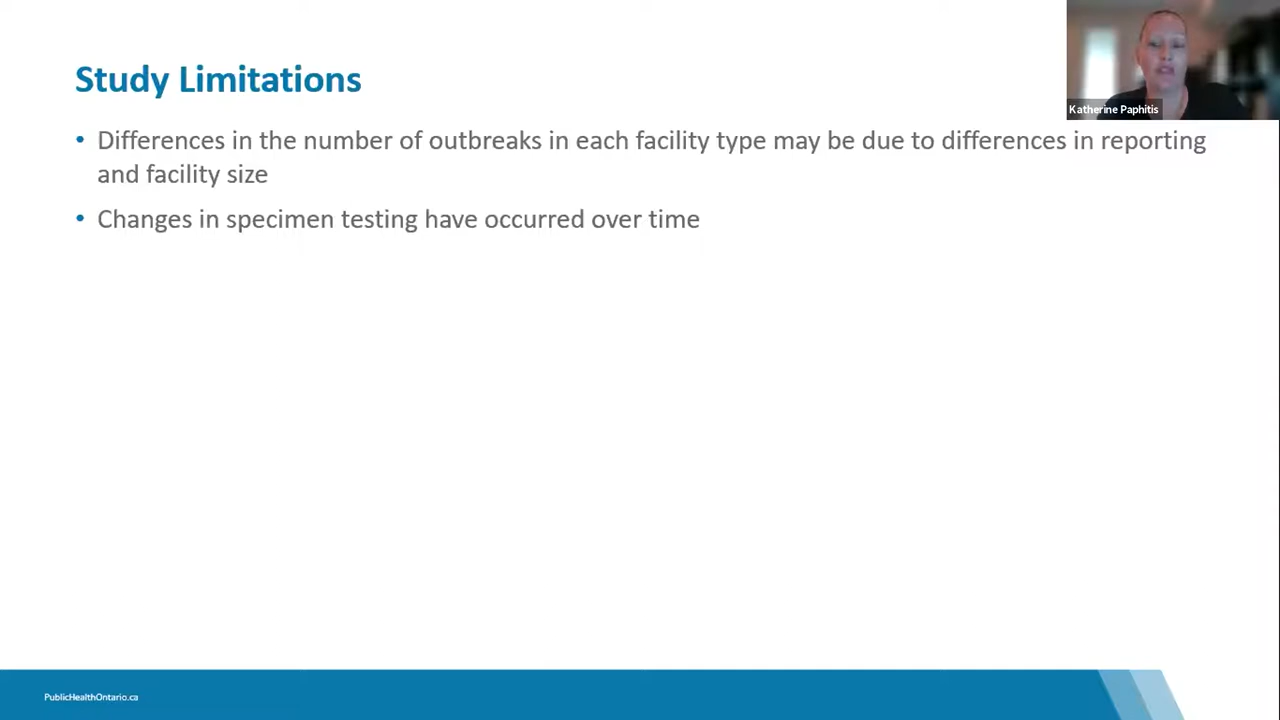 Study Limitations
Katherine Paphitis
• Differences in the number of outbreaks in each facility type may be due to differences in reporting
and facility size
• Changes in specimen testing have occurred over time
PublicHealthOntario.ca